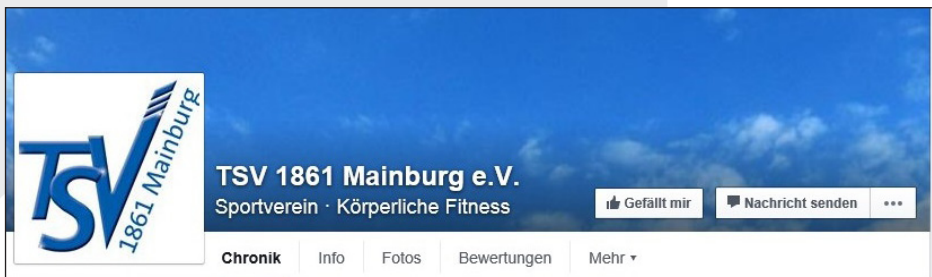 TSV
1861 Mainburg
TSV 1861 Mainburg e.V.
Sportverein · Körperliche Fitness
Gefällt mir
Nachricht senden
Chronik Info Fotos Bewertungen Mehr